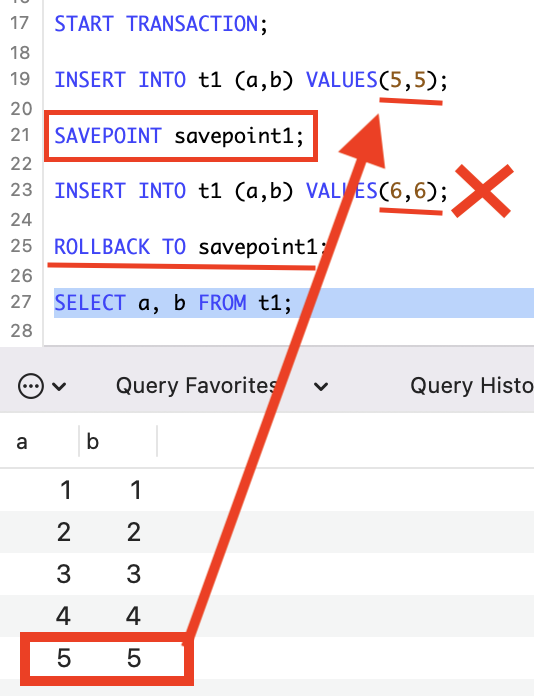 17 START TRANSACTION;
18
19 INSERT INTO t1 (a,b) VALUES(5,5);
20
21 SAVEPOINT savepoint1;
22
23 INSERT INTO t1 (a,b) VALUES(6,6);
24
25 ROLLBACK TO savepoint1;
26
27 SELECT a, b FROM t1;
28
Query Favorites Query Histo
a b
1 1
2 2
3 3
4 4
5 5